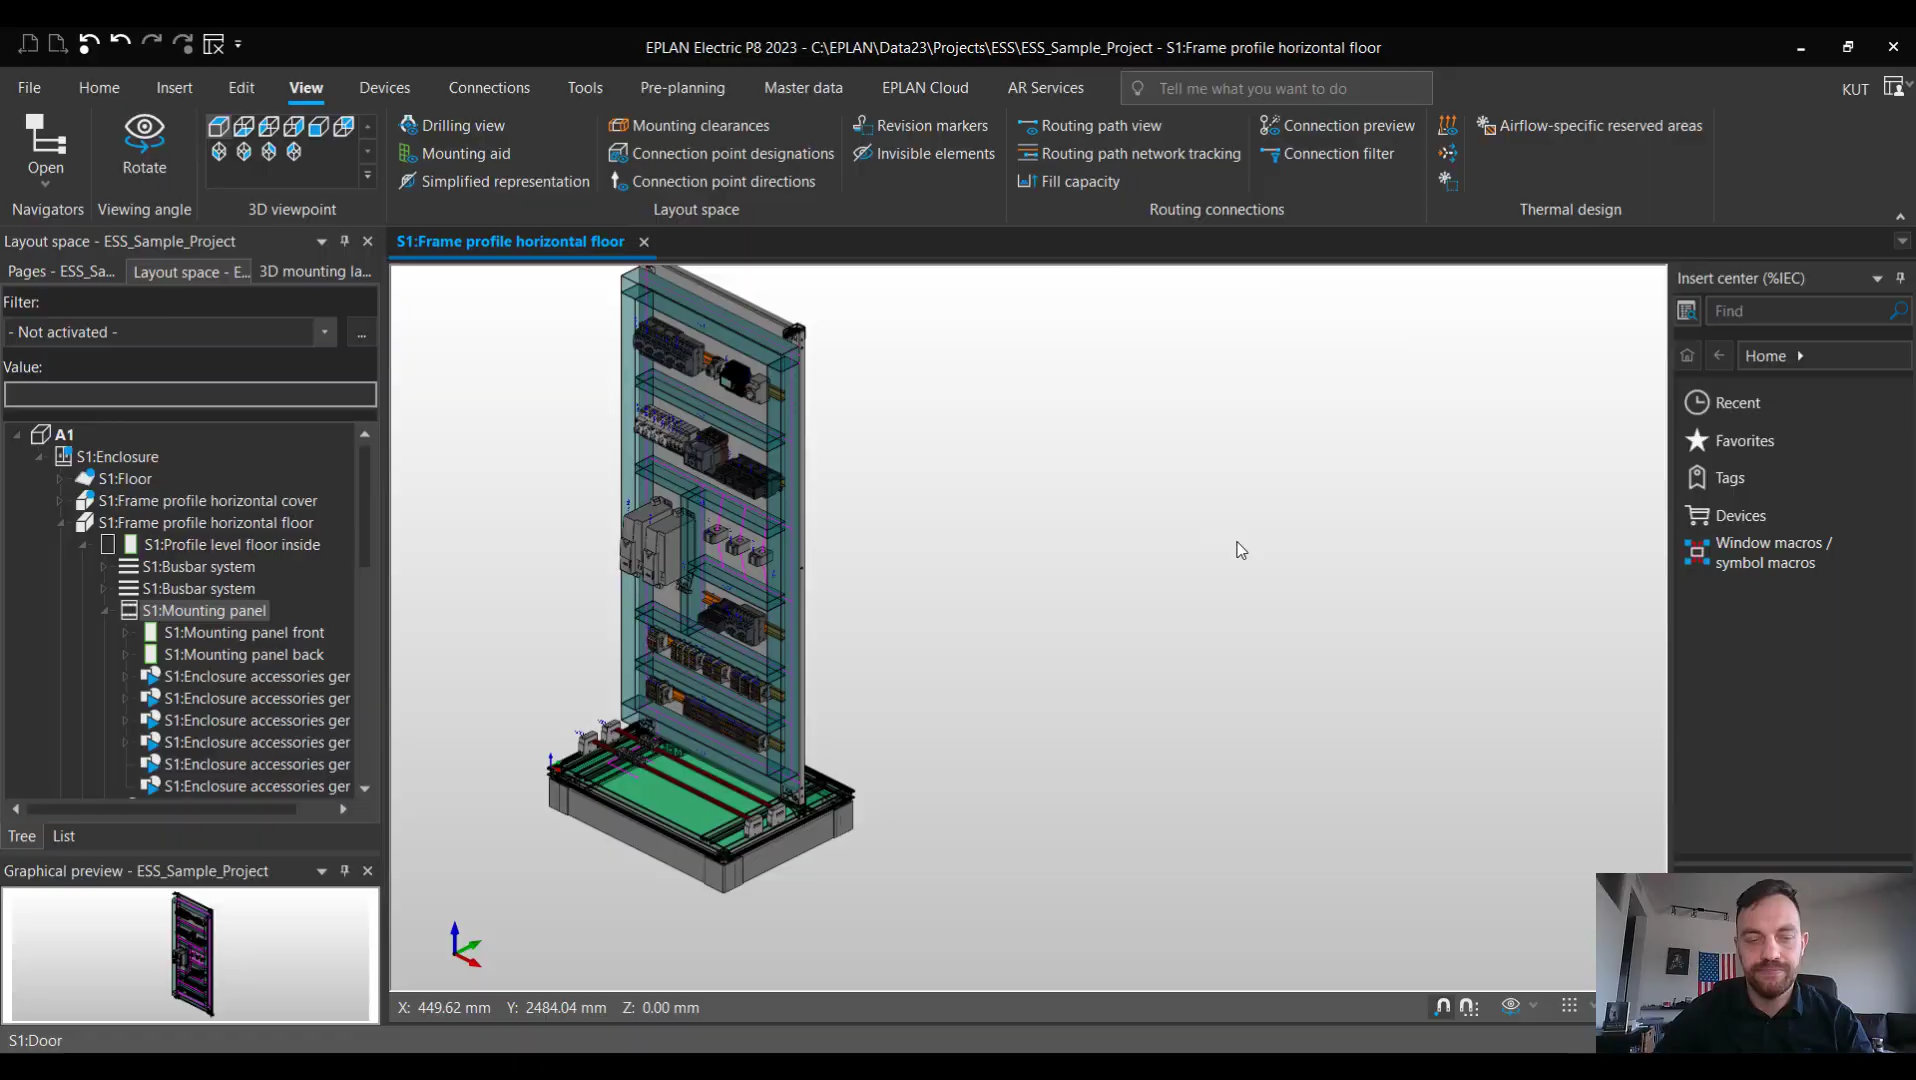 EPLAN Electric P8 2023 - C:\EPLAN\Data23\Projects\ESS\ESS_Sample_Project - S1:Frame profile horizontal floor
File Home Insert Edit View Devices Connections Tools Pre-planning Master data EPLAN Cloud AR Services Tell me what you want to do KUT
Open
Navigators
Rotate
Viewing angle
3D viewpoint
Drilling view
Mounting aid
Simplified representation
Mounting clearances
Connection point designations
Connection point directions
Revision markers
Invisible elements
Layout space
Routing path view
Routing path network tracking
Fill capacity
Connection preview
Connection filter
Routing connections
Airflow-specific reserved areas
Thermal design
Layout space - ESS_Sample_Project
Pages - ESS_Sa... Layout space - E... 3D mounting la...
Filter:
- Not activated -
...
Value:
A1
S1:Enclosure
S1:Floor
S1:Frame profile horizontal cover
S1:Frame profile horizontal floor
S1:Profile level floor inside
S1:Busbar system
S1:Busbar system
S1:Mounting panel
S1:Mounting panel front
S1:Mounting panel back
S1:Enclosure accessories ger
S1:Enclosure accessories ger
S1:Enclosure accessories ger
S1:Enclosure accessories ger
S1:Enclosure accessories ger
S1:Enclosure accessories ger
Tree List
Graphical preview - ESS_Sample_Project
S1:Door
S1:Frame profile horizontal floor
X: 449.62 mm Y: 2484.04 mm Z: 0.00 mm
Insert center (%IEC)
Find
Home
Recent
Favorites
Tags
Devices
Window macros /
symbol macros